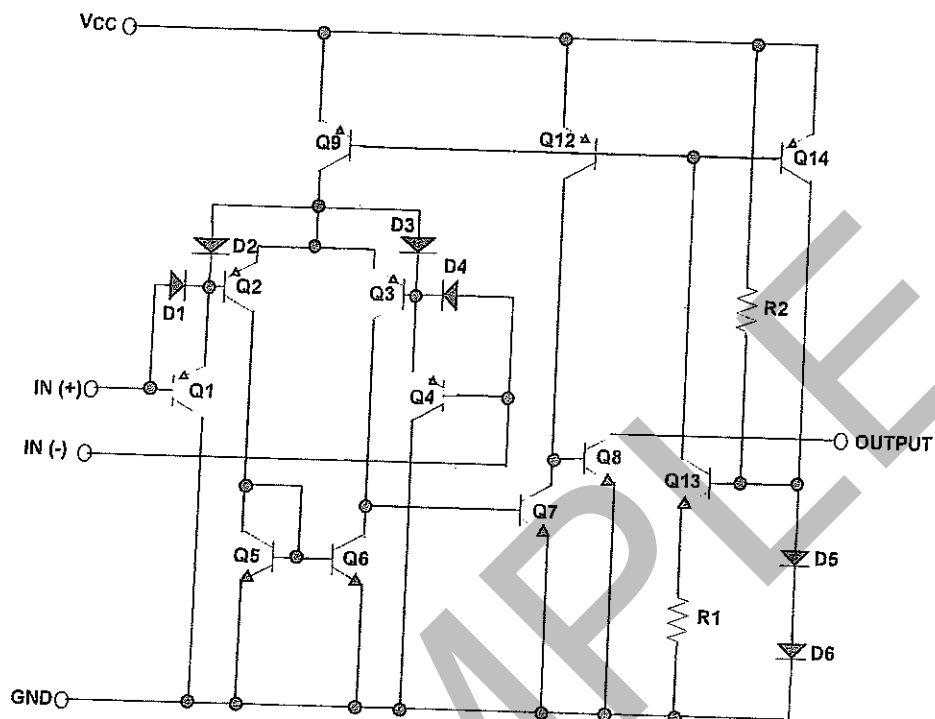 VCC
Q9
Q12
Q14
D3
D2
D4
Q2
Q3
D1
R2
IN (+)
Q1
Q4
IN (-)
OUTPUT
Q8
Q13
Q7
Q5
Q6
D5
R1
D6
GND
MPLE